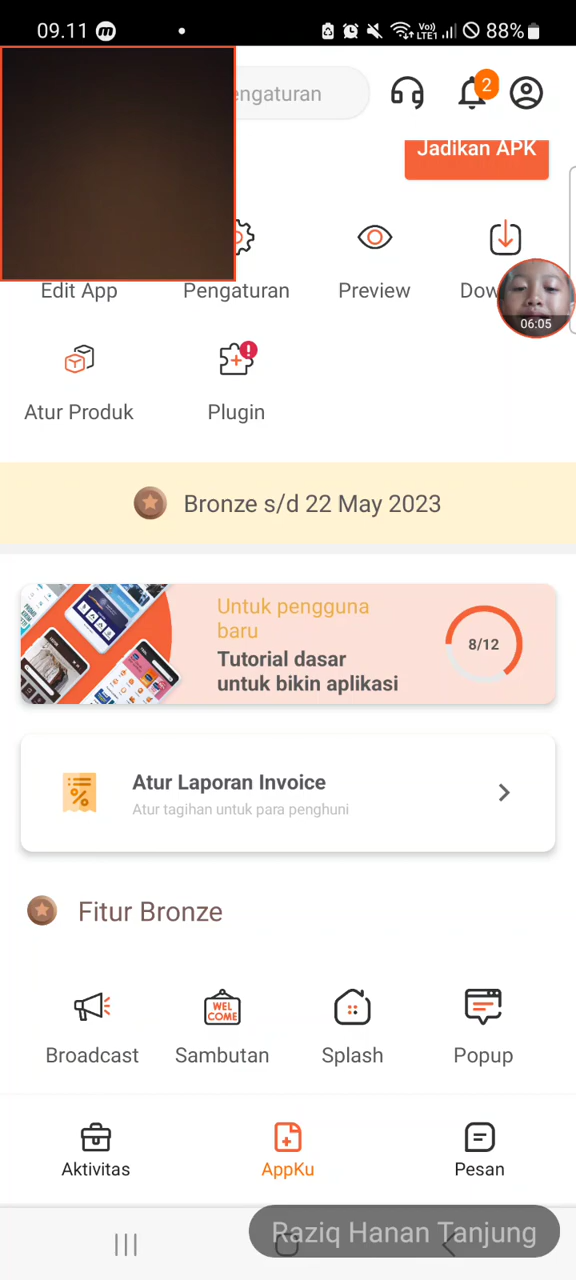 09.11
Vo)) LTE1 88%
engaturan
2
Jadikan APK
Edit App
Pengaturan
Preview
Dow
06:05
Atur Produk
Plugin
Bronze s/d 22 May 2023
Untuk pengguna
baru
Tutorial dasar
untuk bikin aplikasi
8/12
Atur Laporan Invoice
Atur tagihan untuk para penghuni
Fitur Bronze
WEL
COME
Broadcast
Sambutan
Splash
Popup
Aktivitas
AppKu
Pesan
Raziq Hanan Tanjung